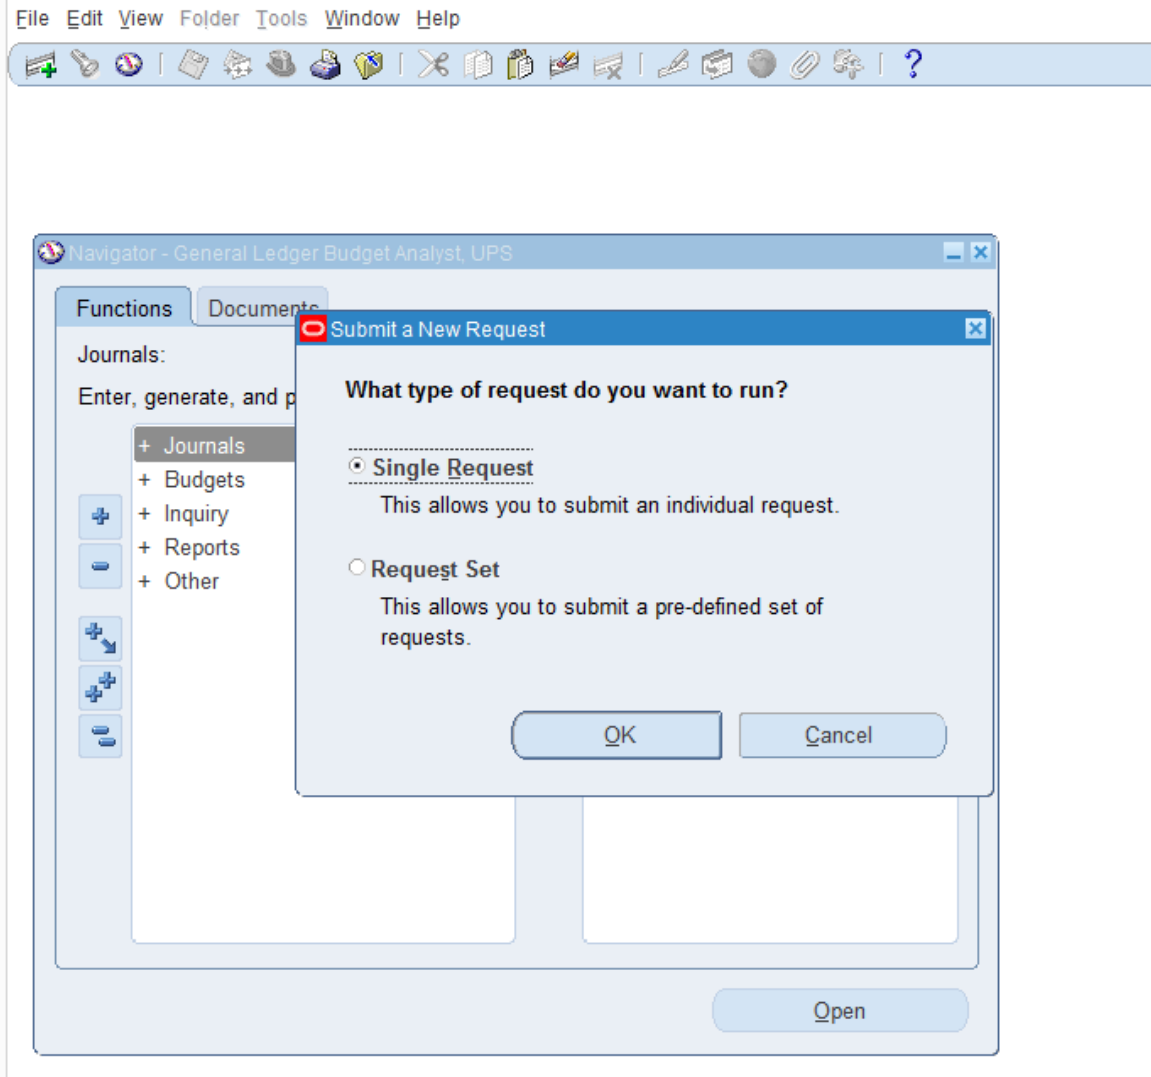 File Edit View Folder Tools Window Help
?
Navigator - General Ledger Budget Analyst, UPS
Functions Documents
Submit a New Request
Journals:
What type of request do you want to run?
Enter, generate, and p
+ Journals
Single Request
+ Budgets
This allows you to submit an individual request.
+ Inquiry
+ Reports
Request Set
+ Other
This allows you to submit a pre-defined set of
requests.
OK Cancel
Open